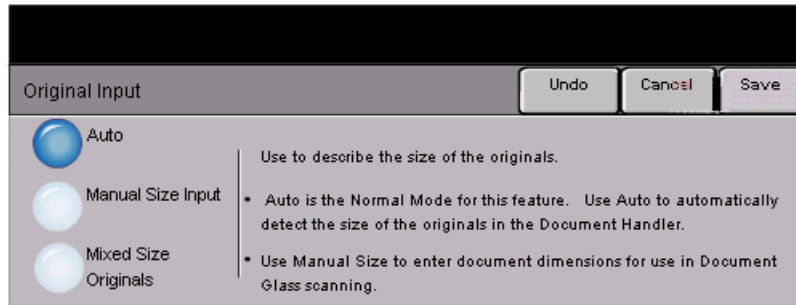 Original Input
Undo
Cancel
Save
Auto
Manual Size Input
Mixed Size
Originals
Use to describe the size of the originals.
• Auto is the Normal Mode for this feature. Use Auto to automatically
detect the size of the originals in the Document Handler.
• Use Manual Size to enter document dimensions for use in Document
Glass scanning.